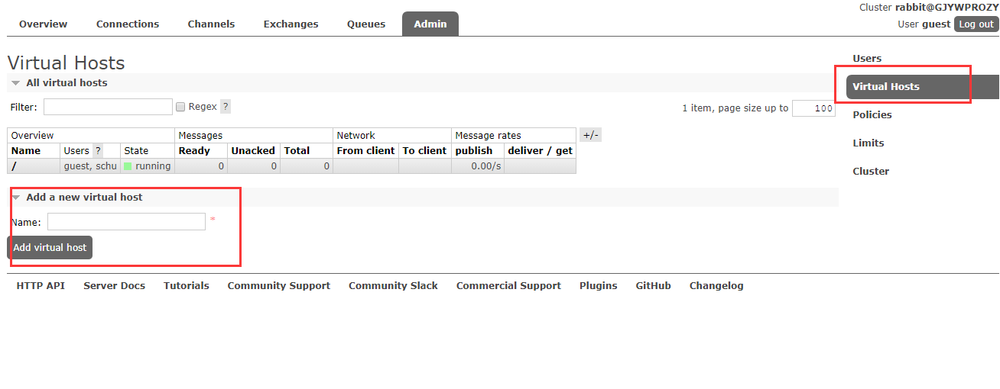 Cluster rabbit@GJYWPROZY
Overview Connections Channels Exchanges Queues Admin
User guest Log out
Virtual Hosts
All virtual hosts
Filter: Regex ? 1 item, page size up to 100
Overview Messages Network Message rates +/-
Name Users ? State Ready Unacked Total From client To client publish deliver / get
/ guest, schu running 0 0 0 0.00/s
Add a new virtual host
Name: *
Add virtual host
Users
Virtual Hosts
Policies
Limits
Cluster
HTTP API Server Docs Tutorials Community Support Community Slack Commercial Support Plugins GitHub Changelog